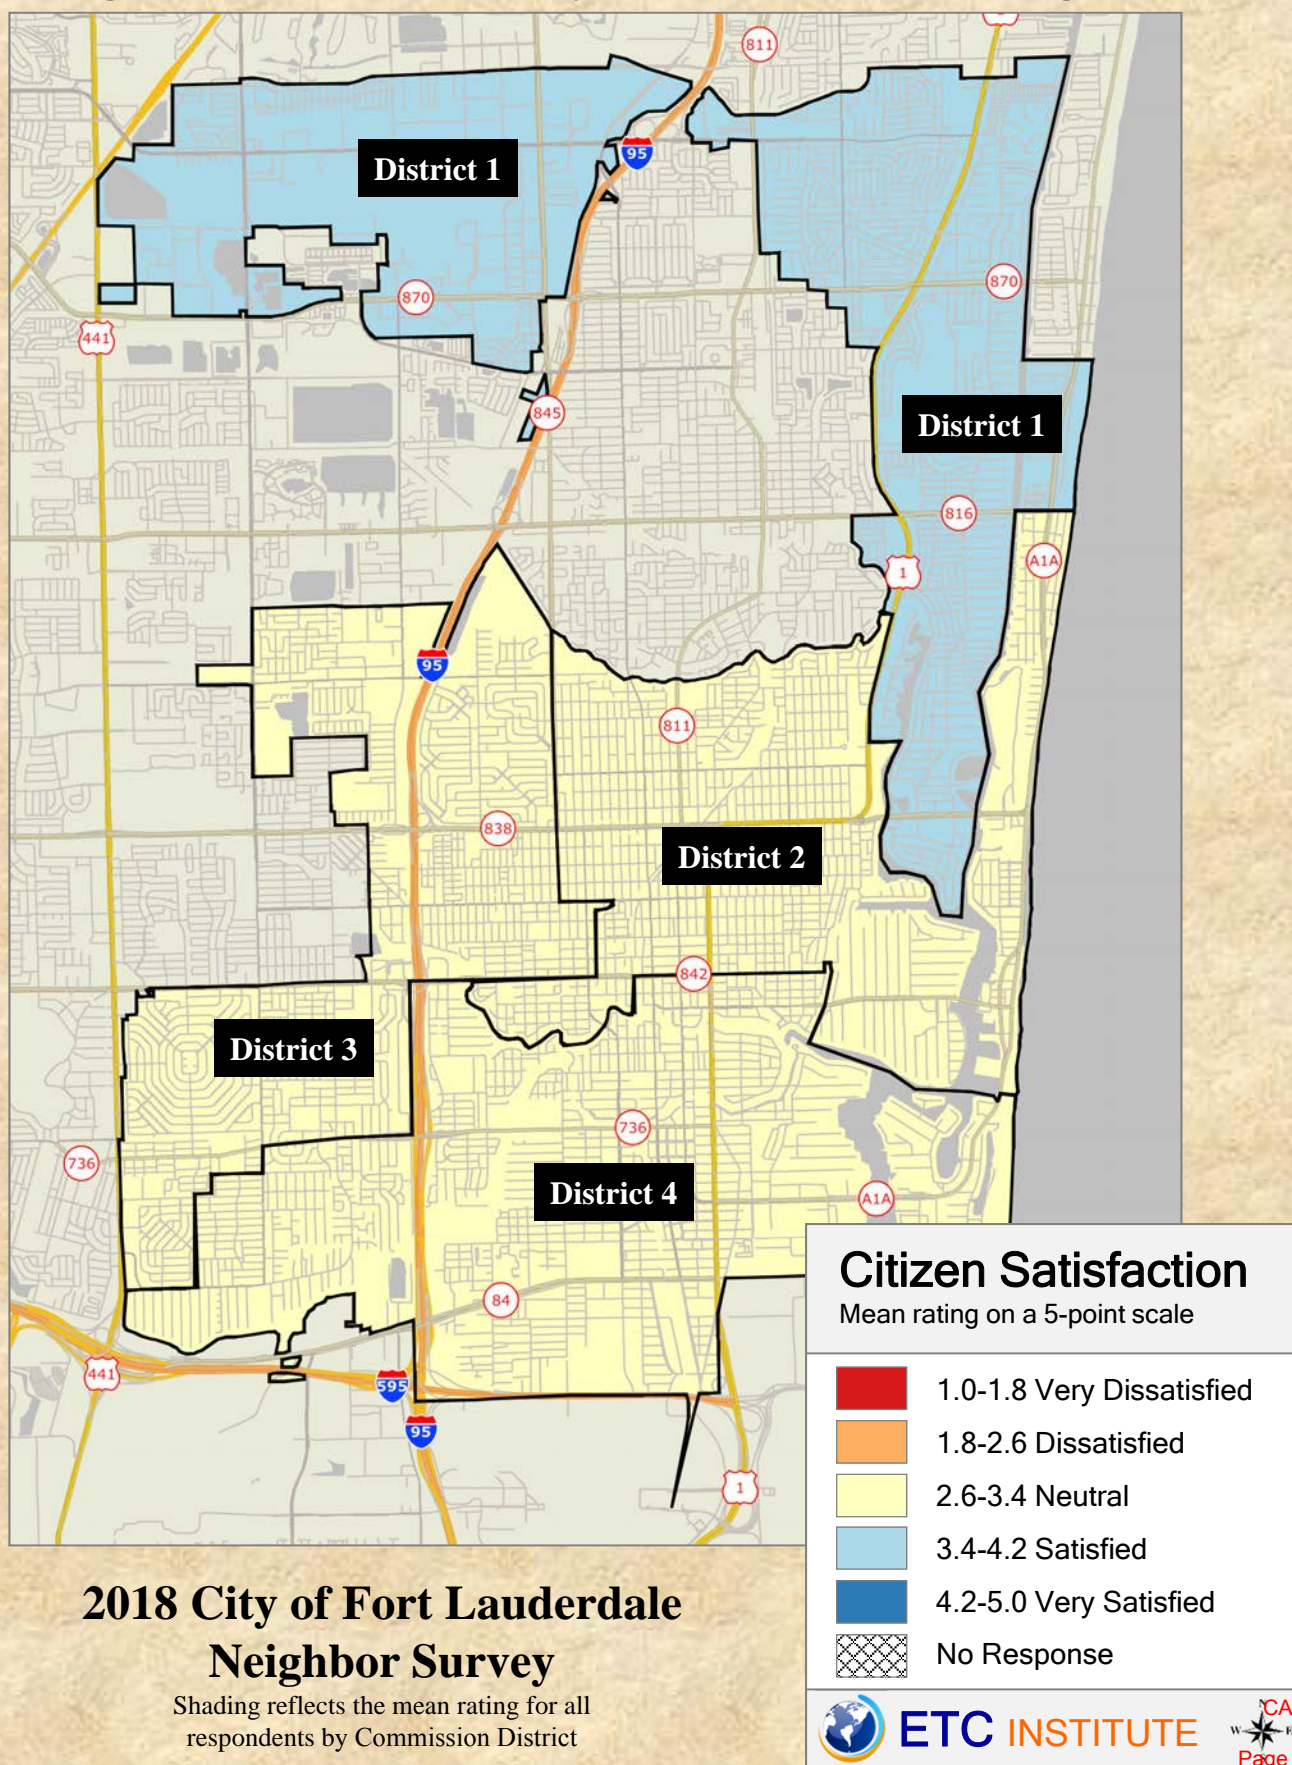 811
95
District 1
870
870
441
845
District 1
816
A1A
1
95
811
838
District 2
842
District 3
736
736
District 4
A1A
84
441
595
95
1
Citizen Satisfaction
Mean rating on a 5-point scale
1.0-1.8 Very Dissatisfied
1.8-2.6 Dissatisfied
2.6-3.4 Neutral
3.4-4.2 Satisfied
4.2-5.0 Very Satisfied
No Response
2018 City of Fort Lauderdale
Neighbor Survey
Shading reflects the mean rating for all
respondents by Commission District
ETC INSTITUTE
CA
W
Page